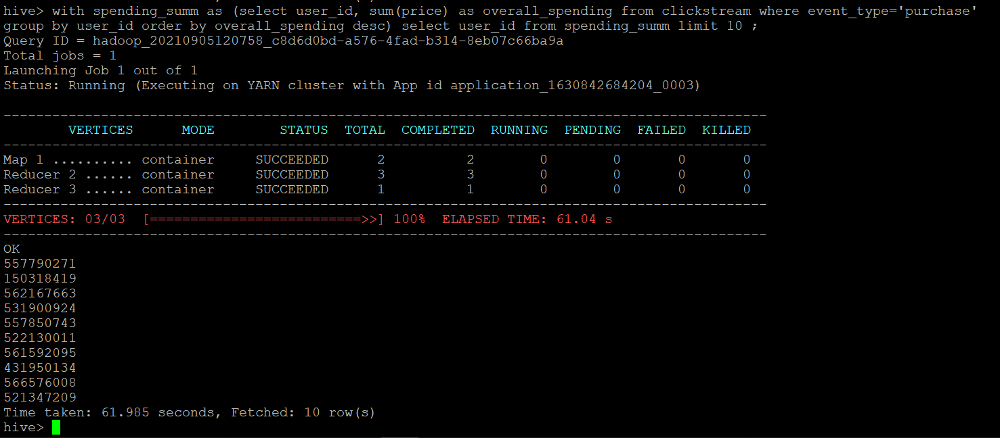 hive> with spending_summ as (select user_id, sum(price) as overall_spending from clickstream where event_type='purchase'
group by user_id order by overall_spending desc) select user_id from spending_summ limit 10 ;
Query ID = hadoop_20210905120758_c8d6d0bd-a576-4fad-b314-8eb07c66ba9a
Total jobs = 1
Launching Job 1 out of 1
Status: Running (Executing on YARN cluster with App id application_1630842684204_0003)
----------------------------------------------------------------------------------------------
VERTICES MODE STATUS TOTAL COMPLETED RUNNING PENDING FAILED KILLED
----------------------------------------------------------------------------------------------
Map 1 .......... container SUCCEEDED 2 2 0 0 0 0
Reducer 2 ...... container SUCCEEDED 3 3 0 0 0 0
Reducer 3 ...... container SUCCEEDED 1 1 0 0 0 0
----------------------------------------------------------------------------------------------
VERTICES: 03/03 [==========================>>] 100% ELAPSED TIME: 61.04 s
----------------------------------------------------------------------------------------------
OK
557790271
150318419
562167663
531900924
557850743
522130011
561592095
431950134
566576008
521347209
Time taken: 61.985 seconds, Fetched: 10 row(s)
hive>